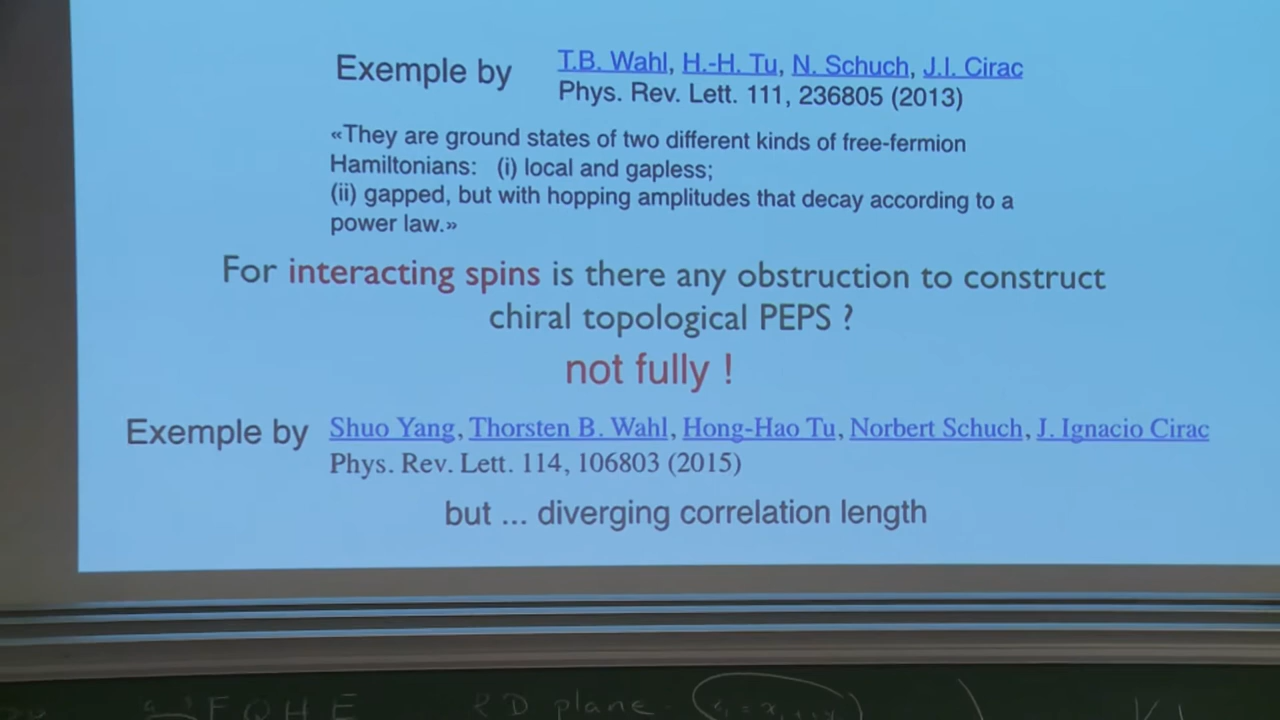 Exemple by T.B. Wahl, H.-H. Tu, N. Schuch, J.I. Cirac
Phys. Rev. Lett. 111, 236805 (2013)
«They are ground states of two different kinds of free-fermion
Hamiltonians: (i) local and gapless;
(ii) gapped, but with hopping amplitudes that decay according to a
power law.»
For interacting spins is there any obstruction to construct
chiral topological PEPS ?
not fully !
Exemple by Shuo Yang, Thorsten B. Wahl, Hong-Hao Tu, Norbert Schuch, J. Ignacio Cirac
Phys. Rev. Lett. 114, 106803 (2015)
but ... diverging correlation length
FQHE 2D plane